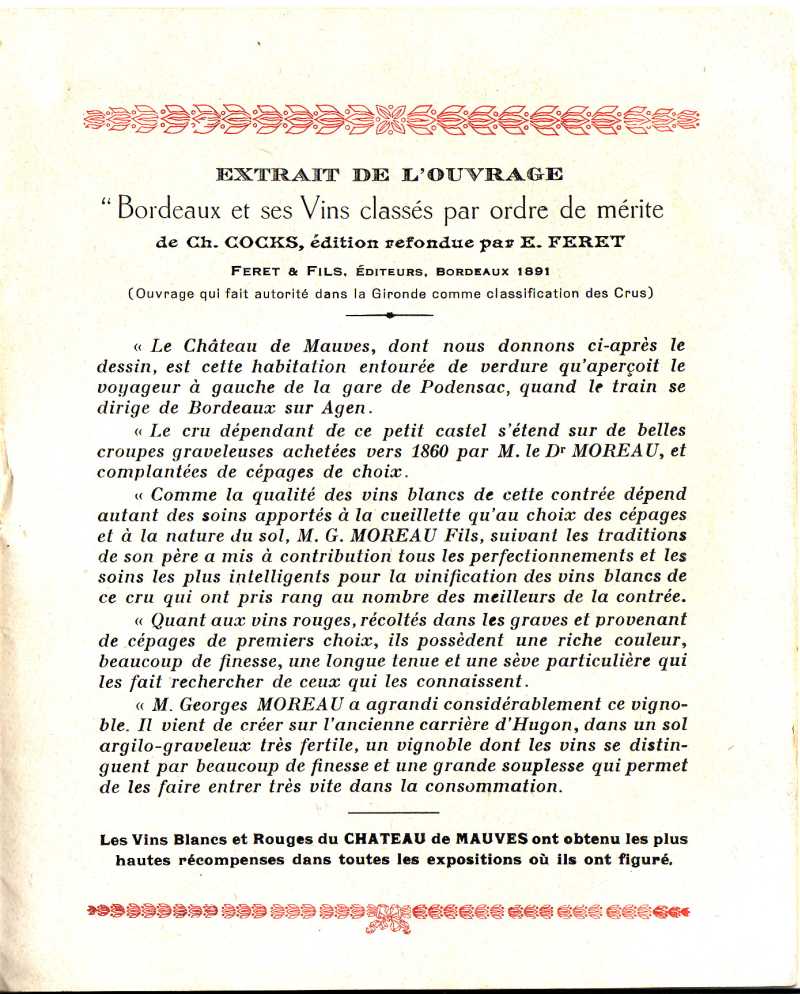 EXTRAIT DE L'OUVRAGE
“ Bordeaux et ses Vins classés par ordre de mérite
de Ch. COCKS, édition refondue par E. FERET
FERET & FILS, ÉDITEURS, BORDEAUX 1891
(Ouvrage qui fait autorité dans la Gironde comme classification des Crus)
« Le Château de Mauves, dont nous donnons ci-après le
dessin, est cette habitation entourée de verdure qu'aperçoit le
voyageur à gauche de la gare de Podensac, quand le train se
dirige de Bordeaux sur Agen.
« Le cru dépendant de ce petit castel s'étend sur de belles
croupes graveleuses achetées vers 1860 par M. le Dr MOREAU, et
complantées de cépages de choix.
« Comme la qualité des vins blancs de cette contrée dépend
autant des soins apportés à la cueillette qu'au choix des cépages
et à la nature du sol, M. G. MOREAU Fils, suivant les traditions
de son père a mis à contribution tous les perfectionnements et les
soins les plus intelligents pour la vinification des vins blancs de
ce cru qui ont pris rang au nombre des meilleurs de la contrée.
« Quant aux vins rouges, récoltés dans les graves et provenant
de cépages de premiers choix, ils possèdent une riche couleur,
beaucoup de finesse, une longue tenue et une sève particulière qui
les fait rechercher de ceux qui les connaissent.
« M. Georges MOREAU a agrandi considérablement ce vigno-
ble. Il vient de créer sur l'ancienne carrière d'Hugon, dans un sol
argilo-graveleux très fertile, un vignoble dont les vins se distin-
guent par beaucoup de finesse et une grande souplesse qui permet
de les faire entrer très vite dans la consommation.
Les Vins Blancs et Rouges du CHATEAU de MAUVES ont obtenu les plus
hautes récompenses dans toutes les expositions où ils ont figuré.